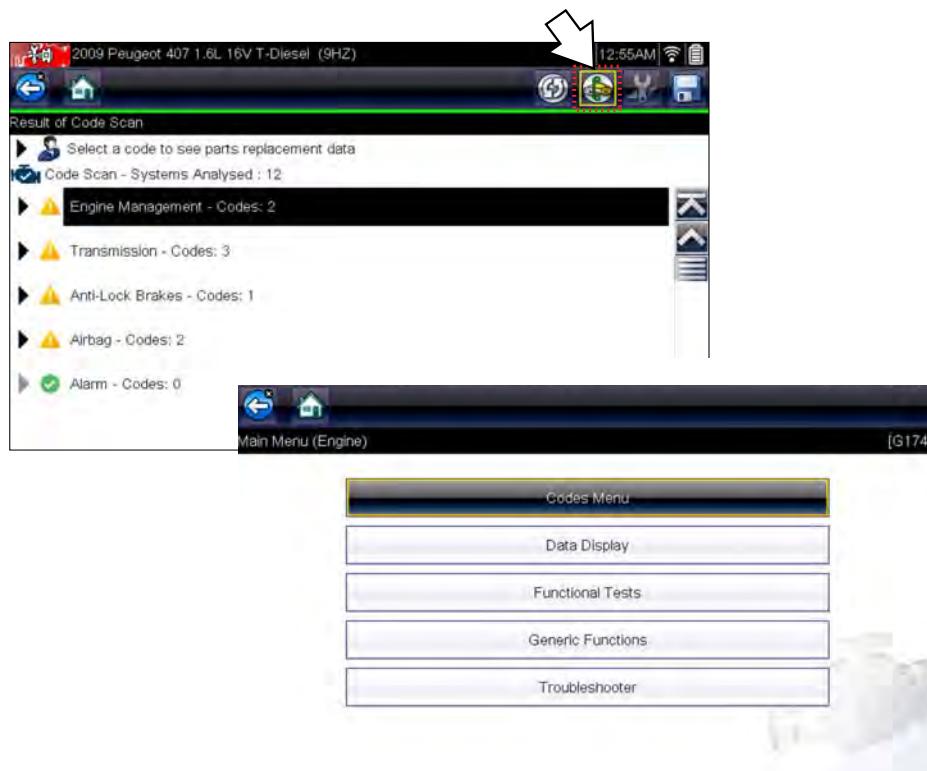 2009 Peugeot 407 1.6L 16V T-Diesel (9HZ)
12:55AM
Result of Code Scan
Select a code to see parts replacement data
Code Scan - Systems Analysed : 12
Engine Management - Codes: 2
Transmission - Codes: 3
Anti-Lock Brakes - Codes: 1
Airbag - Codes: 2
Alarm - Codes: 0
Main Menu (Engine)
[G174
Codes Menu
Data Display
Functional Tests
Generic Functions
Troubleshooter